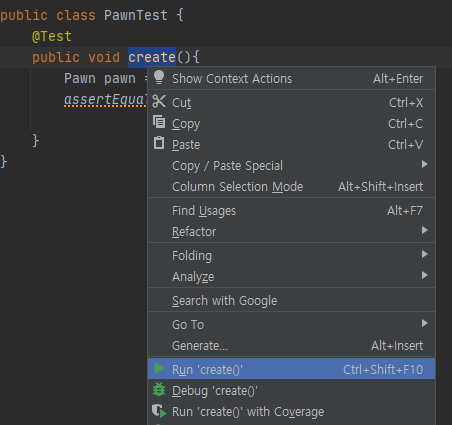 public class PawnTest {
@Test
public void create(){
Pawn pawn =
assertEqual
}
}
Show Context Actions Alt+Enter
Cut Ctrl+X
Copy Ctrl+C
Paste Ctrl+V
Copy / Paste Special
Column Selection Mode Alt+Shift+Insert
Find Usages Alt+F7
Refactor
Folding
Analyze
Search with Google
Go To
Generate... Alt+Insert
Run 'create()' Ctrl+Shift+F10
Debug 'create()'
Run 'create()' with Coverage